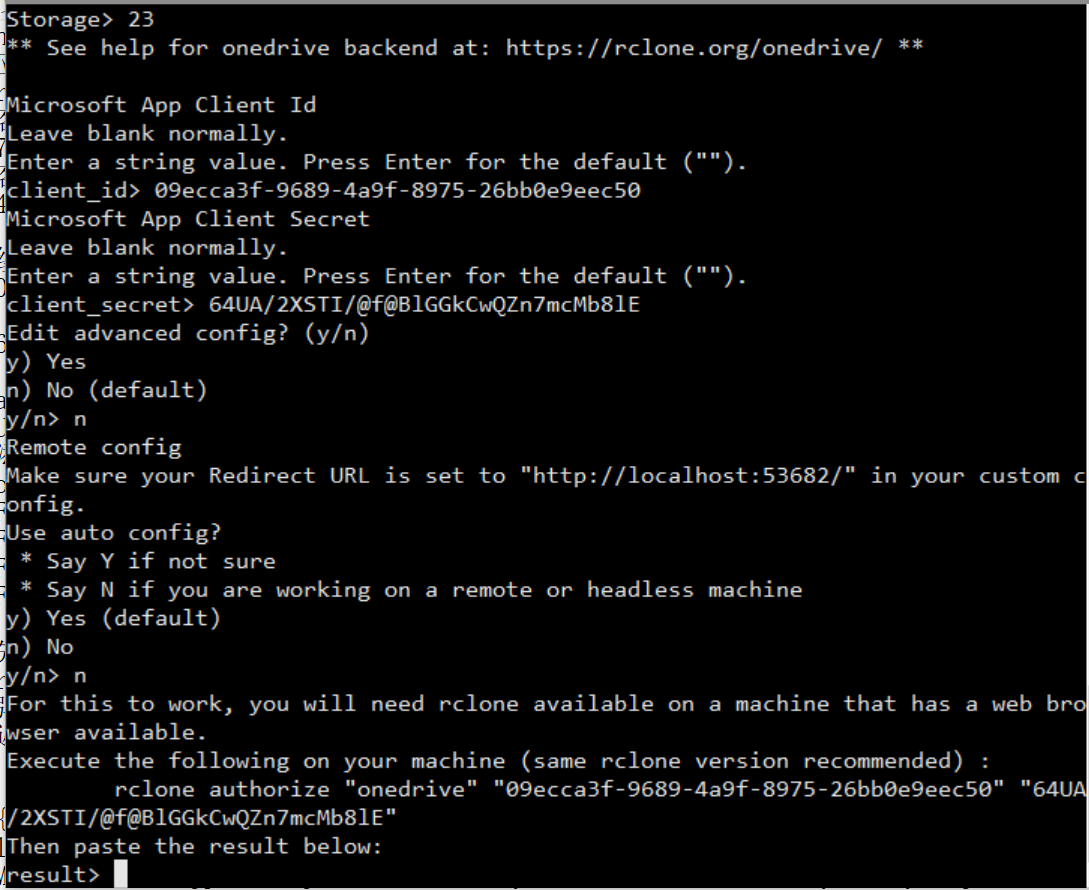 Storage> 23
** See help for onedrive backend at: https://rclone.org/onedrive/ **
Microsoft App Client Id
Leave blank normally.
Enter a string value. Press Enter for the default ("").
client_id> 09ecca3f-9689-4a9f-8975-26bb0e9eec50
Microsoft App Client Secret
Leave blank normally.
Enter a string value. Press Enter for the default ("").
client_secret> 64UA/2XSTI/@f@BlGGkCwQZn7mcMb8lE
Edit advanced config? (y/n)
y) Yes
n) No (default)
y/n> n
Remote config
Make sure your Redirect URL is set to "http://localhost:53682/" in your custom c
onfig.
Use auto config?
 * Say Y if not sure
 * Say N if you are working on a remote or headless machine
y) Yes (default)
n) No
y/n> n
For this to work, you will need rclone available on a machine that has a web bro
wser available.
Execute the following on your machine (same rclone version recommended) :
        rclone authorize "onedrive" "09ecca3f-9689-4a9f-8975-26bb0e9eec50" "64UA
/2XSTI/@f@BlGGkCwQZn7mcMb8lE"
Then paste the result below:
result>